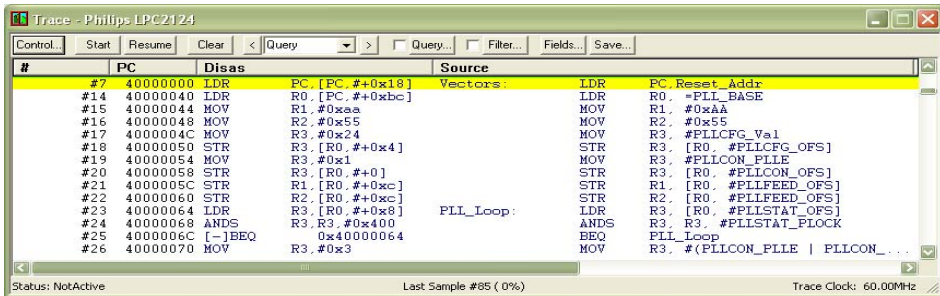 Trace - Philips LPC2124
Control... Start Resume Clear < Query > Query... Filter... Fields... Save...
# PC Disas Source
#7 40000000 LDR PC,[PC,#+0x18] Vectors: LDR PC,Reset_Addr
#14 40000040 LDR R0,[PC,#+0xbc] LDR R0, =PLL_BASE
#15 40000044 MOV R1,#0xaa MOV R1, #0xAA
#16 40000048 MOV R2,#0x55 MOV R2, #0x55
#17 4000004C MOV R3,#0x24 MOV R3, #PLLCFG_Val
#18 40000050 STR R3,[R0,#+0x4] STR R3, [R0, #PLLCFG_OFS]
#19 40000054 MOV R3,#0x1 MOV R3, #PLLCON_PLLE
#20 40000058 STR R3,[R0,#+0] STR R3, [R0, #PLLCON_OFS]
#21 4000005C STR R1,[R0,#+0xc] STR R1, [R0, #PLLFEED_OFS]
#22 40000060 STR R2,[R0,#+0xc] STR R2, [R0, #PLLFEED_OFS]
#23 40000064 LDR R3,[R0,#+0x8] PLL_Loop: LDR R3, [R0, #PLLSTAT_OFS]
#24 40000068 ANDS R3,R3,#0x400 ANDS R3, R3, #PLLSTAT_PLOCK
#25 4000006C [-]BEQ 0x40000064 BEQ PLL_Loop
#26 40000070 MOV R3,#0x3 MOV R3, #(PLLCON_PLLE | PLLCON_...
Status: NotActive Last Sample #85 ( 0%) Trace Clock: 60.00MHz